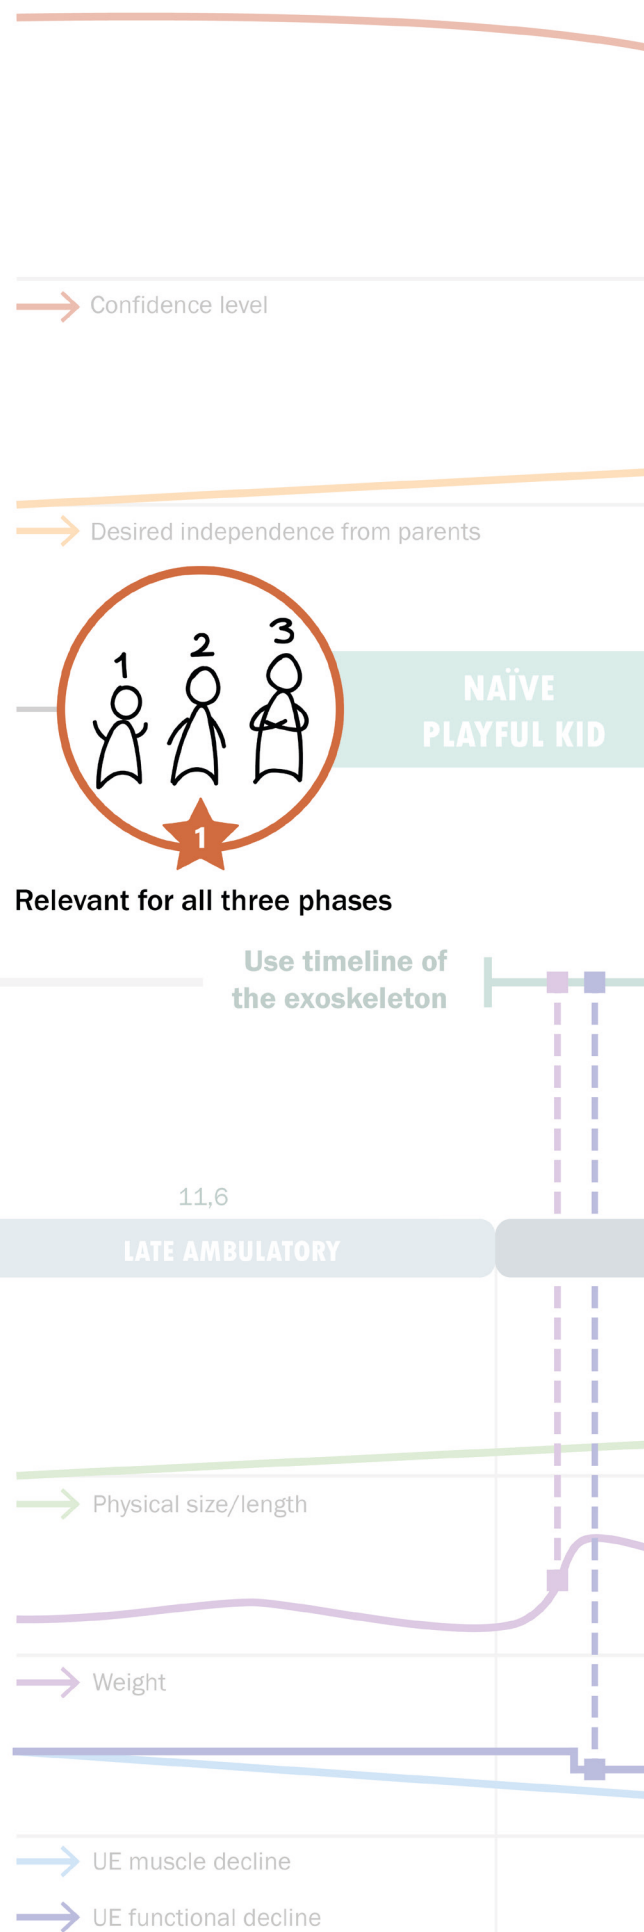 Confidence level
Desired independence from parents
1
2
3
1
NAÏVE
PLAYFUL KID
Relevant for all three phases
Use timeline of
the exoskeleton
11,6
LATE AMBULATORY
Physical size/length
Weight
UE muscle decline
UE functional decline